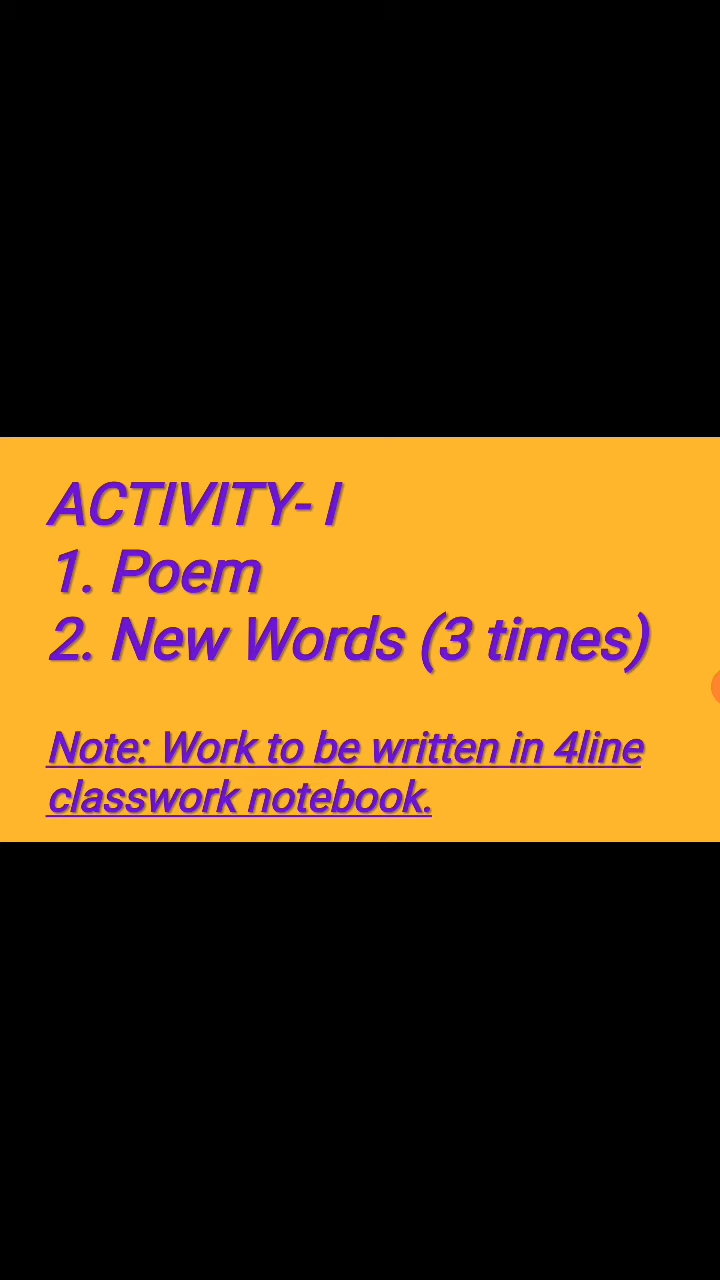 ACTIVITY- I
1. Poem
2. New Words (3 times)
Note: Work to be written in 4line
classwork notebook.